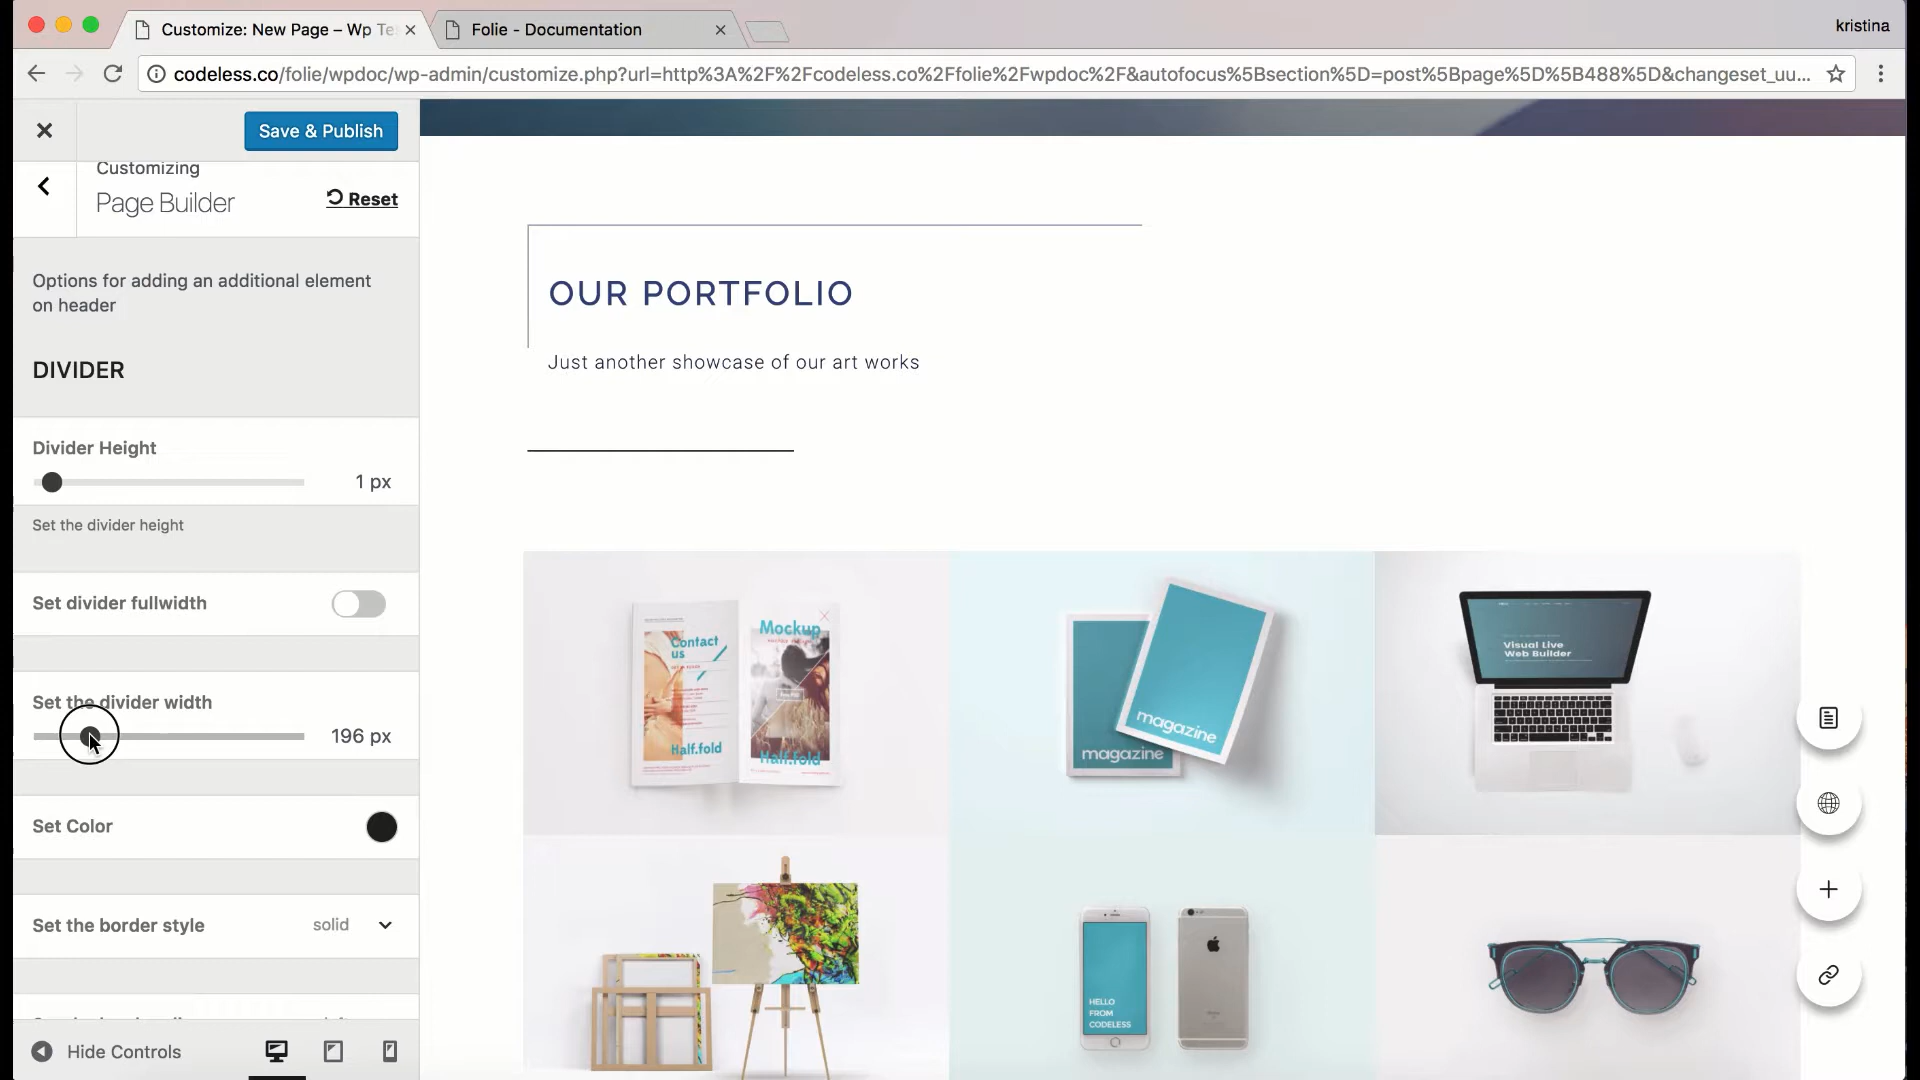 Customize: New Page – Wp Te
Folie - Documentation
kristina
codeless.co/folie/wpdoc/wp-admin/customize.php?url=http%3A%2F%2Fcodeless.co%2Ffolie%2Fwpdoc%2F&autofocus%5Bsection%5D=post%5Bpage%5D%5B488%5D&changeset_uu...
Save & Publish
Customizing
Page Builder
Reset
Options for adding an additional element
on header
DIVIDER
Divider Height
1 px
Set the divider height
Set divider fullwidth
Set the divider width
196 px
Set Color
Set the border style
solid
Hide Controls
OUR PORTFOLIO
Just another showcase of our art works
Contact
us
Half.fold
Mockup
Half.fold
magazine
magazine
Visual Live
Web Builder
HELLO
FROM
CODELESS